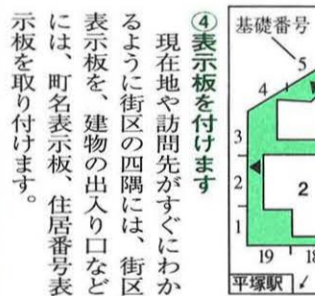 ④表示板を付けます
現在地や訪問先がすぐにわか
るように街区の四隅には、街区
表示板を、建物の出入り口など
には、町名表示板、住居番号表
示板を取り付けます。
基礎番号
5
4
3
2
2
1
19
18
平塚駅